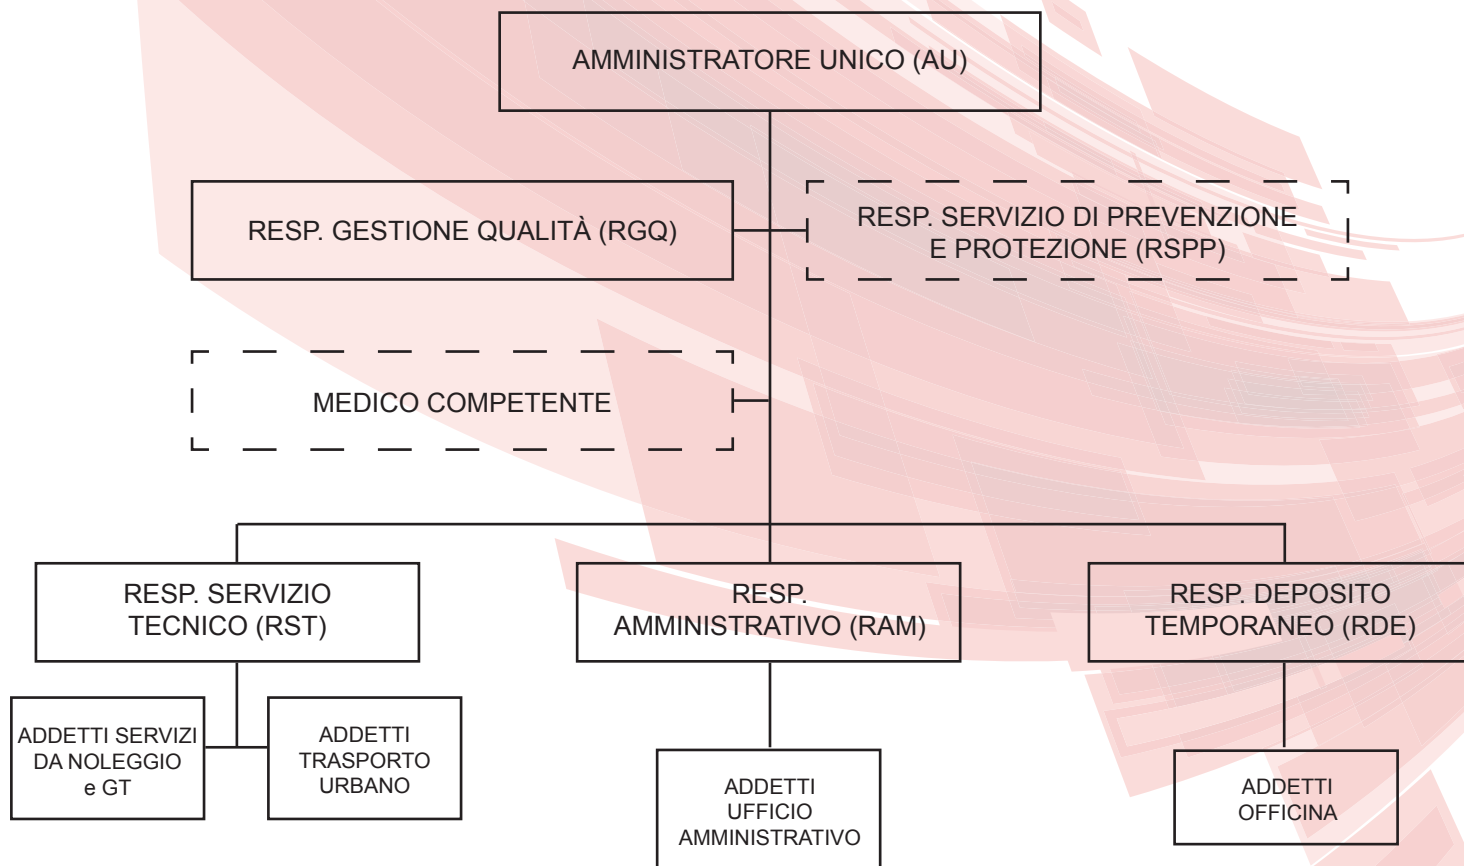 AMMINISTRATORE UNICO (AU)
RESP. GESTIONE QUALITÀ (RGQ)
RESP. SERVIZIO DI PREVENZIONE
E PROTEZIONE (RSPP)
MEDICO COMPETENTE
RESP. SERVIZIO
TECNICO (RST)
RESP.
AMMINISTRATIVO (RAM)
RESP. DEPOSITO
TEMPORANEO (RDE)
ADDETTI SERVIZI
DA NOLEGGIO
e GT
ADDETTI
TRASPORTO
URBANO
ADDETTI
UFFICIO
AMMINISTRATIVO
ADDETTI
OFFICINA